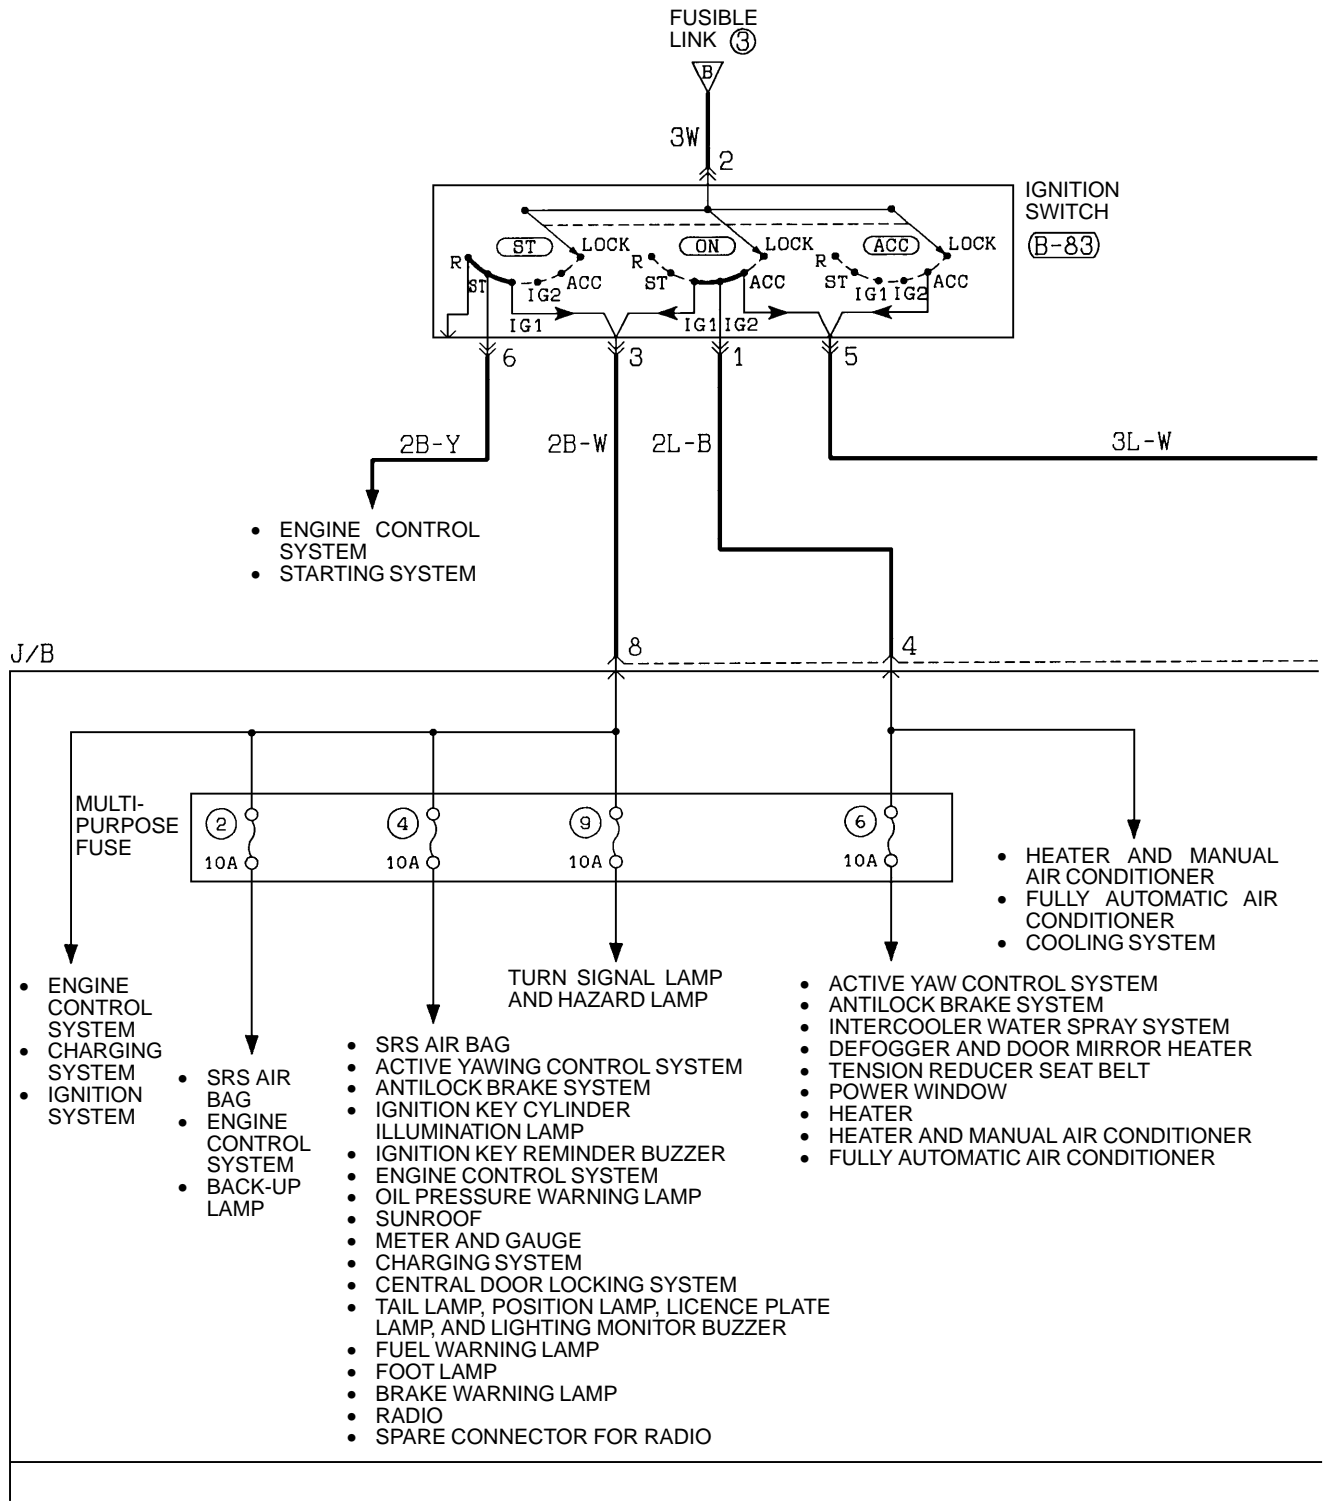 FUSIBLE
LINK ③
B
3W
2
IGNITION
SWITCH
B-83
ST
LOCK
ON
LOCK
ACC
LOCK
R
ST
IG1
IG2
ACC
R
ST
IG1
IG2
ACC
R
ST
IG1
IG2
ACC
6
3
1
5
2B-Y
2B-W
2L-B
3L-W
• ENGINE CONTROL
SYSTEM
• STARTING SYSTEM
J/B
8
4
MULTI-
PURPOSE
FUSE
②
10A
④
10A
⑨
10A
⑥
10A
• HEATER AND MANUAL
AIR CONDITIONER
• FULLY AUTOMATIC AIR
CONDITIONER
• COOLING SYSTEM
• ENGINE
CONTROL
SYSTEM
• CHARGING
SYSTEM
• IGNITION
SYSTEM
• SRS AIR
BAG
• ENGINE
CONTROL
SYSTEM
• BACK-UP
LAMP
• SRS AIR BAG
• ACTIVE YAWING CONTROL SYSTEM
• ANTILOCK BRAKE SYSTEM
• IGNITION KEY CYLINDER
ILLUMINATION LAMP
• IGNITION KEY REMINDER BUZZER
• ENGINE CONTROL SYSTEM
• OIL PRESSURE WARNING LAMP
• SUNROOF
• METER AND GAUGE
• CHARGING SYSTEM
• CENTRAL DOOR LOCKING SYSTEM
• TAIL LAMP, POSITION LAMP, LICENCE PLATE
LAMP, AND LIGHTING MONITOR BUZZER
• FUEL WARNING LAMP
• FOOT LAMP
• BRAKE WARNING LAMP
• RADIO
• SPARE CONNECTOR FOR RADIO
TURN SIGNAL LAMP
AND HAZARD LAMP
• ACTIVE YAW CONTROL SYSTEM
• ANTILOCK BRAKE SYSTEM
• INTERCOOLER WATER SPRAY SYSTEM
• DEFOGGER AND DOOR MIRROR HEATER
• TENSION REDUCER SEAT BELT
• POWER WINDOW
• HEATER
• HEATER AND MANUAL AIR CONDITIONER
• FULLY AUTOMATIC AIR CONDITIONER